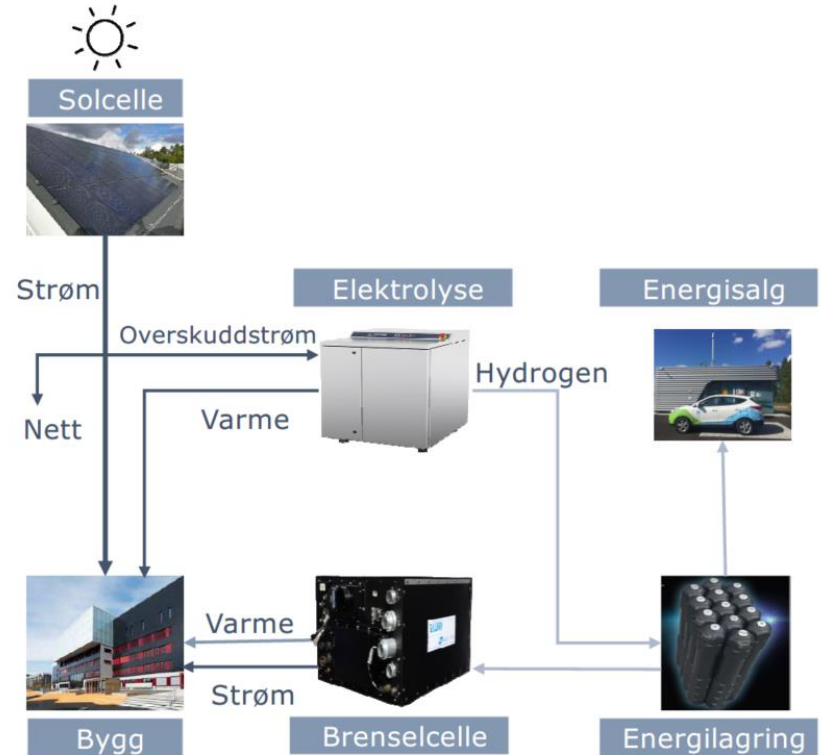 Solcelle
Strøm
Elektrolyse
Energisalg
Overskuddstrøm
Hydrogen
Varme
Nett
Varme
Strøm
Bygg
Brenselcelle
Energilagring